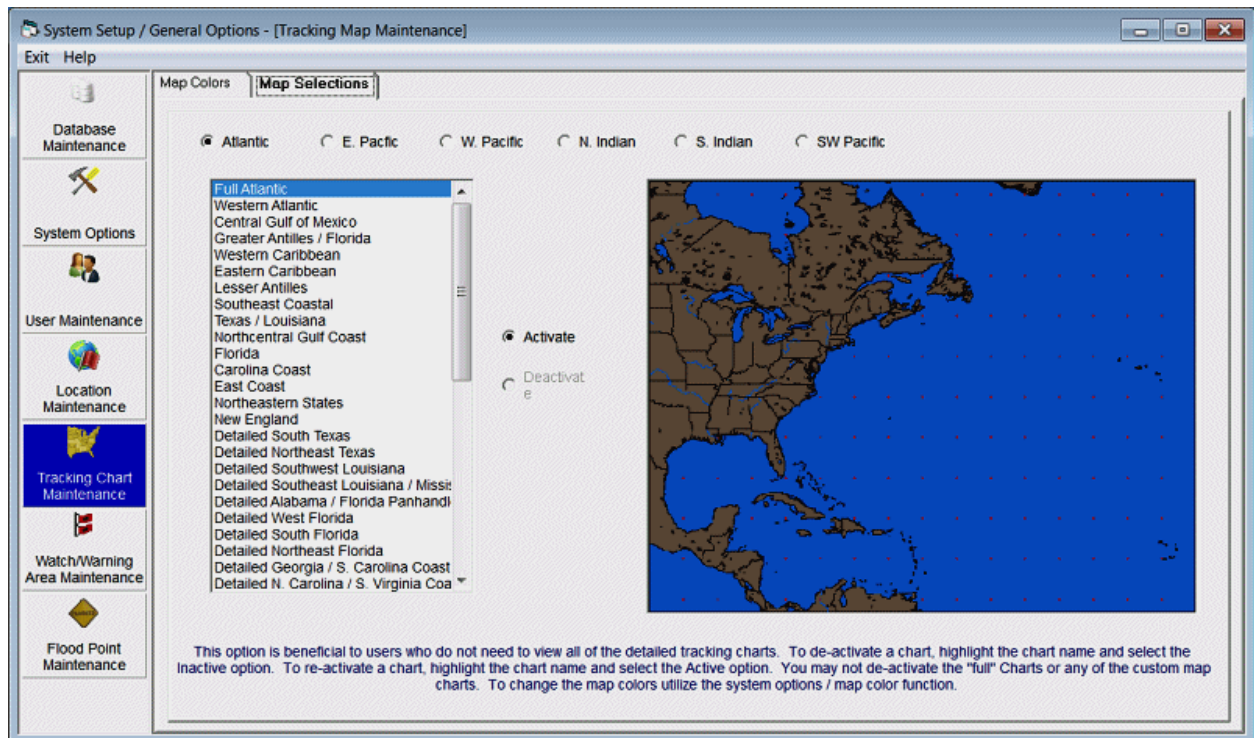 System Setup / General Options - [Tracking Map Maintenance]
Exit Help
Map Colors Map Selections
Database
Maintenance
System Options
User Maintenance
Location
Maintenance
Tracking Chart
Maintenance
Watch/Warning
Area Maintenance
Flood Point
Maintenance
Atlantic E. Pacfic W. Pacific N. Indian S. Indian SW Pacific
Full Atlantic
Western Atlantic
Central Gulf of Mexico
Greater Antilles / Florida
Western Caribbean
Eastern Caribbean
Lesser Antilles
Southeast Coastal
Texas / Louisiana
Northcentral Gulf Coast
Florida
Carolina Coast
East Coast
Northeastern States
New England
Detailed South Texas
Detailed Northeast Texas
Detailed Southwest Louisiana
Detailed Southeast Louisiana / Missis
Detailed Alabama / Florida Panhandl
Detailed West Florida
Detailed South Florida
Detailed Northeast Florida
Detailed Georgia / S. Carolina Coast
Detailed N. Carolina / S. Virginia Coa
Activate
Deactivat
e
This option is beneficial to users who do not need to view all of the detailed tracking charts. To de-activate a chart, highlight the chart name and select the
Inactive option. To re-activate a chart, highlight the chart name and select the Active option. You may not de-activate the "full" Charts or any of the custom map
charts. To change the map colors utilize the system options / map color function.